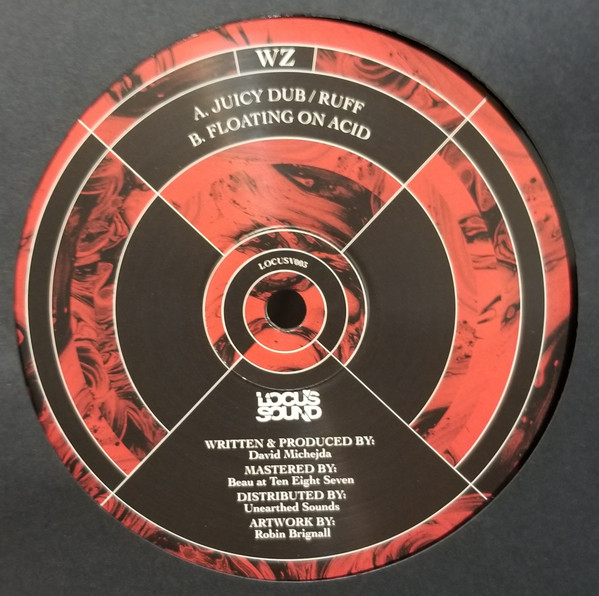 WZ
A. JUICY DUB / RUFF
B. FLOATING ON ACID
LOCUSV003
LOCUS
SOUND
WRITTEN & PRODUCED BY:
David Michejda
MASTERED BY:
Beau at Ten Eight Seven
DISTRIBUTED BY:
Unearthed Sounds
ARTWORK BY:
Robin Brignall